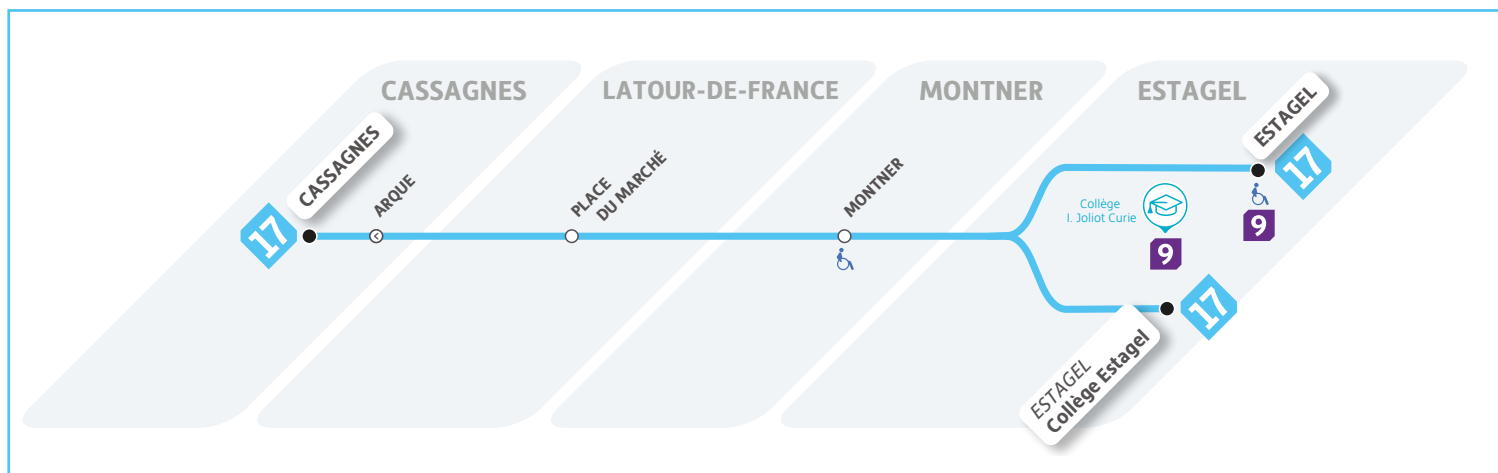 CASSAGNES
LATOUR-DE-FRANCE
MONTNER
ESTAGEL
17
CASSAGNES
ARQUE
PLACE
DU MARCHÉ
MONTNER
ESTAGEL
17
Collège
I. Joliot Curie
9
9
17
ESTAGEL
Collège Estagel